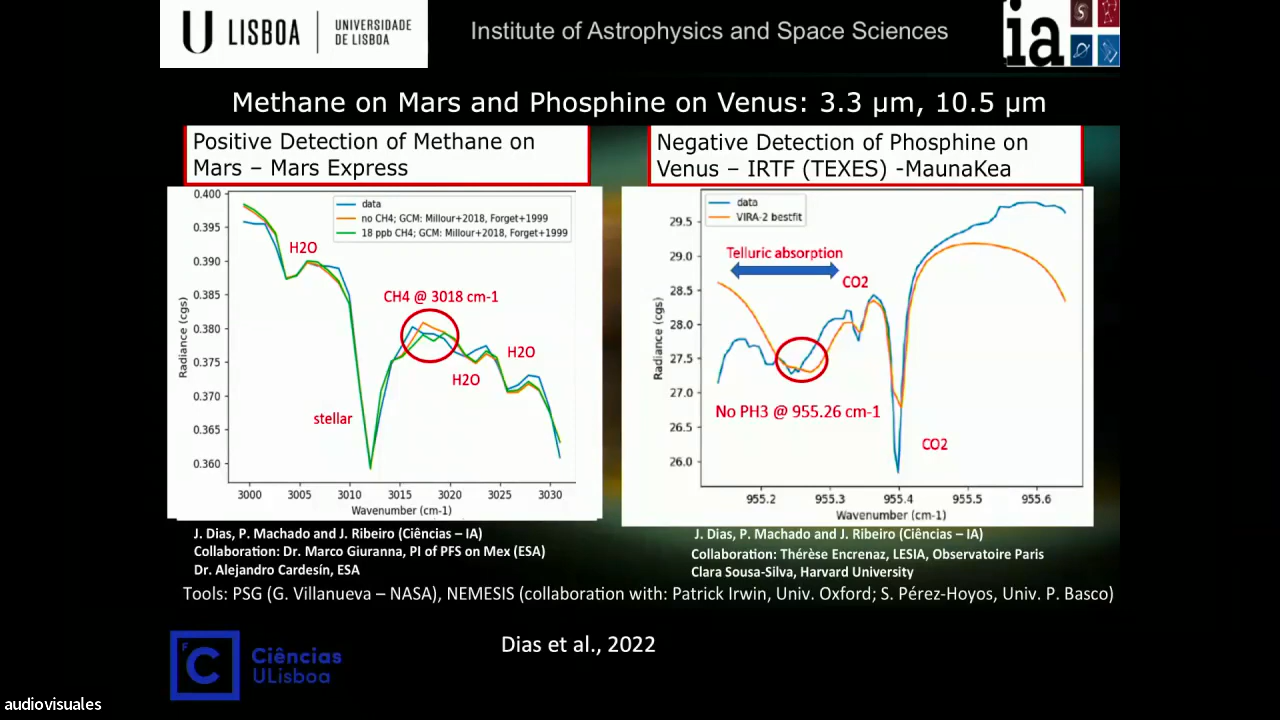 LISBOA
UNIVERSIDADE
DE LISBOA
Institute of Astrophysics and Space Sciences
ia
Methane on Mars and Phosphine on Venus: 3.3 µm, 10.5 µm
Positive Detection of Methane on
Mars – Mars Express
0.400
0.395
0.390
0.385
0.380
0.375
0.370
0.365
0.360
Radiance (cgs)
data
no CH4; GCM: Millour+2018, Forget+1999
18 ppb CH4; GCM: Millour+2018, Forget+1999
H2O
CH4 @ 3018 cm-1
H2O
H2O
stellar
3000 3005 3010 3015 3020 3025 3030
Wavenumber (cm-1)
J. Dias, P. Machado and J. Ribeiro (Ciências – IA)
Collaboration: Dr. Marco Giuranna, PI of PFS on Mex (ESA)
Dr. Alejandro Cardesín, ESA
Negative Detection of Phosphine on
Venus – IRTF (TEXES) -MaunaKea
29.5
29.0
28.5
28.0
27.5
27.0
26.5
26.0
Radiance (cgs)
data
VIRA-2 bestfit
Telluric absorption
CO2
No PH3 @ 955.26 cm-1
CO2
955.2 955.3 955.4 955.5 955.6
Wavenumber (cm-1)
J. Dias, P. Machado and J. Ribeiro (Ciências – IA)
Collaboration: Thérèse Encrenaz, LESIA, Observatoire Paris
Clara Sousa-Silva, Harvard University
Tools: PSG (G. Villanueva – NASA), NEMESIS (collaboration with: Patrick Irwin, Univ. Oxford; S. Pérez-Hoyos, Univ. P. Basco)
Dias et al., 2022
F
C
Ciências
ULisboa
audiovisuales